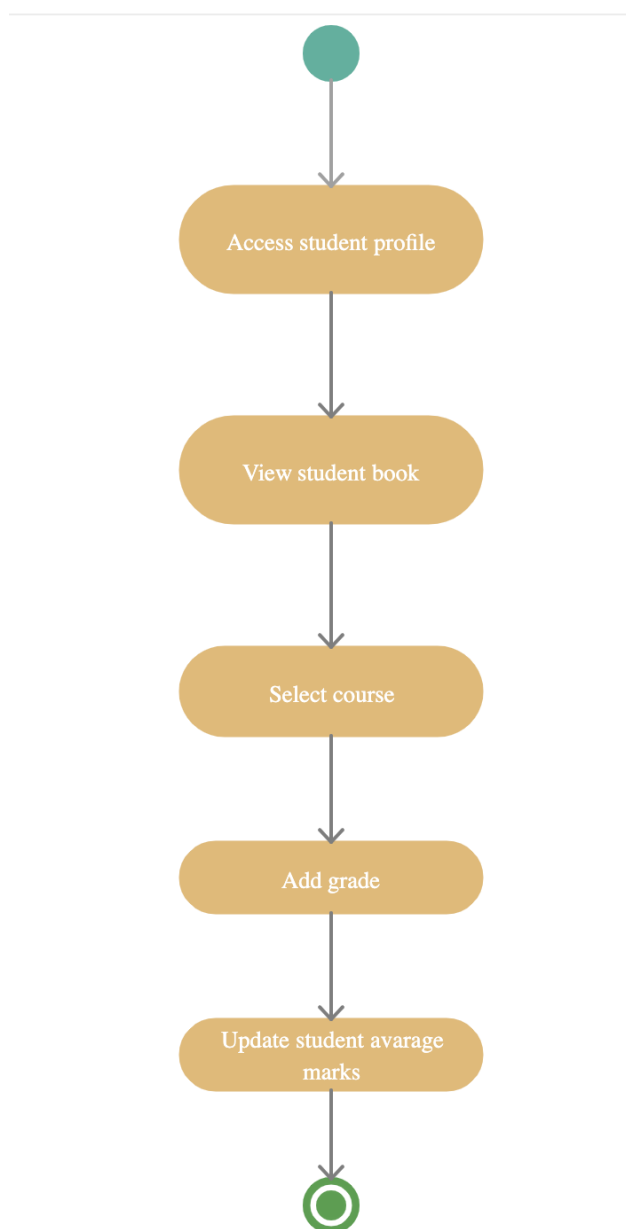 Access student profile
View student book
Select course
Add grade
Update student avarage
marks